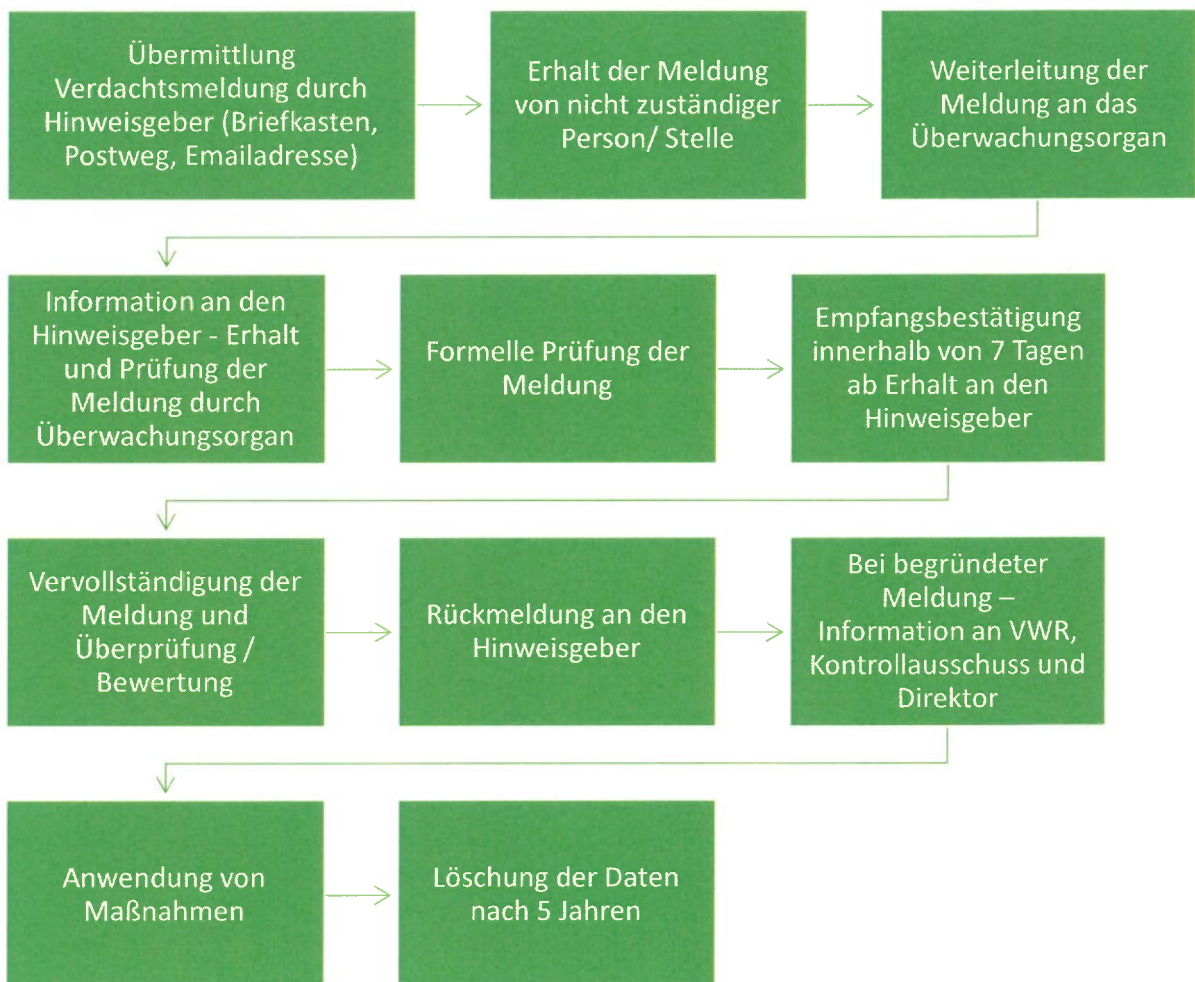 Übermittlung
Verdachtsmeldung durch
Hinweisgeber (Briefkasten,
Postweg, Emailadresse)
Erhalt der Meldung
von nicht zuständiger
Person/ Stelle
Weiterleitung der
Meldung an das
Überwachungsorgan
Information an den
Hinweisgeber - Erhalt
und Prüfung der
Meldung durch
Überwachungsorgan
Formelle Prüfung der
Meldung
Empfangsbestätigung
innerhalb von 7 Tagen
ab Erhalt an den
Hinweisgeber
Vervollständigung der
Meldung und
Überprüfung /
Bewertung
Rückmeldung an den
Hinweisgeber
Bei begründeter
Meldung –
Information an VWR,
Kontrollausschuss und
Direktor
Anwendung von
Maßnahmen
Löschung der Daten
nach 5 Jahren